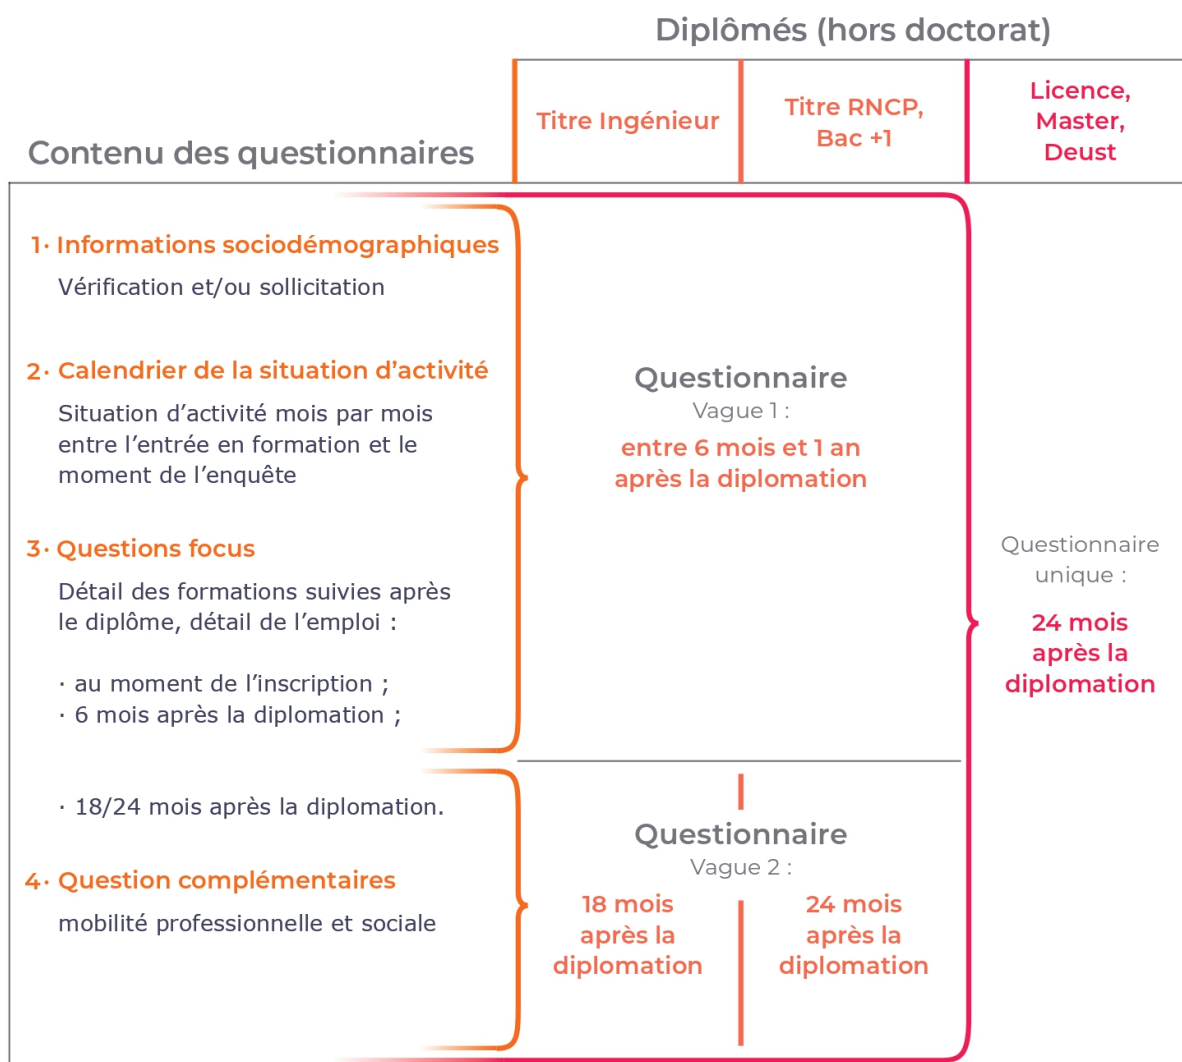 Diplômés (hors doctorat)
Titre Ingénieur
Titre RNCP,
Bac +1
Licence,
Master,
Deust
Contenu des questionnaires
1· Informations sociodémographiques
Vérification et/ou sollicitation
2· Calendrier de la situation d’activité
Situation d’activité mois par mois
entre l’entrée en formation et le
moment de l’enquête
3· Questions focus
Détail des formations suivies après
le diplôme, détail de l’emploi :
· au moment de l’inscription ;
· 6 mois après la diplomation ;
· 18/24 mois après la diplomation.
4· Question complémentaires
mobilité professionnelle et sociale
Questionnaire
Vague 1 :
entre 6 mois et 1 an
après la diplomation
Questionnaire
Vague 2 :
18 mois
après la
diplomation
24 mois
après la
diplomation
Questionnaire
unique :
24 mois
après la
diplomation